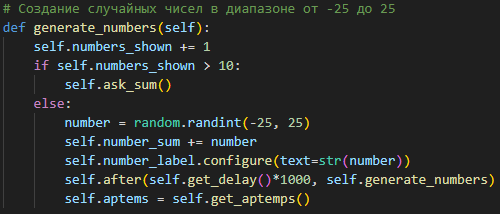 # Создание случайных чисел в диапазоне от -25 до 25
def generate_numbers(self):
    self.numbers_shown += 1
    if self.numbers_shown > 10:
        self.ask_sum()
    else:
        number = random.randint(-25, 25)
        self.number_sum += number
        self.number_label.configure(text=str(number))
        self.after(self.get_delay()*1000, self.generate_numbers)
        self.aptems = self.get_aptemps()